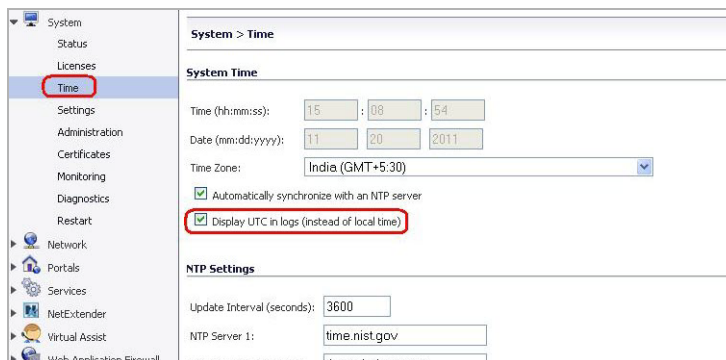 System
Status
Licenses
Time
Settings
Administration
Certificates
Monitoring
Diagnostics
Restart
Network
Portals
Services
NetExtender
Virtual Assist
Web Application Firewall
System > Time
System Time
Time (hh:mm:ss): 15 : 08 : 54
Date (mm:dd:yyyy): 11 20 2011
Time Zone: India (GMT+5:30)
Automatically synchronize with an NTP server
Display UTC in logs (instead of local time)
NTP Settings
Update Interval (seconds): 3600
NTP Server 1: time.nist.gov